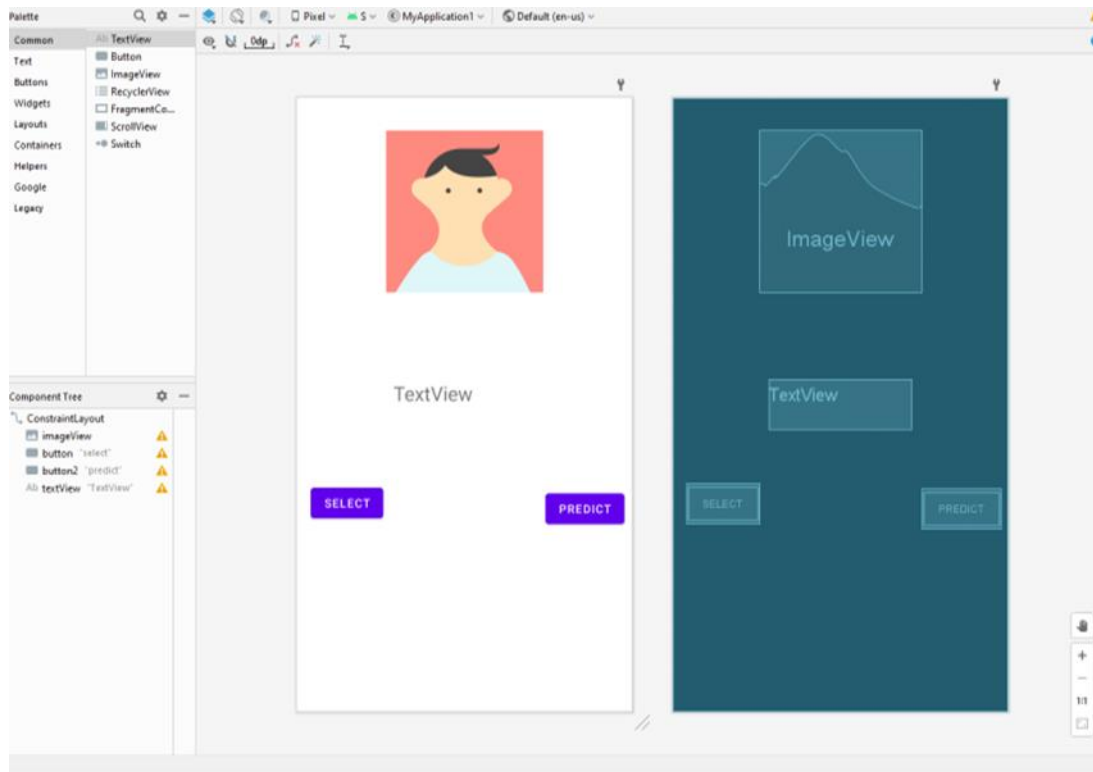 Palette
Pixel
S
MyApplication1
Default (en-us)
Common
Text
Buttons
Widgets
Layouts
Containers
Helpers
Google
Legacy
Ab TextView
Button
ImageView
RecyclerView
FragmentCo...
ScrollView
Switch
0dp
TextView
SELECT
PREDICT
ImageView
TextView
SELECT
PREDICT
Component Tree
ConstraintLayout
imageView
button "select"
button2 "predict"
Ab textView "TextView"
1:1